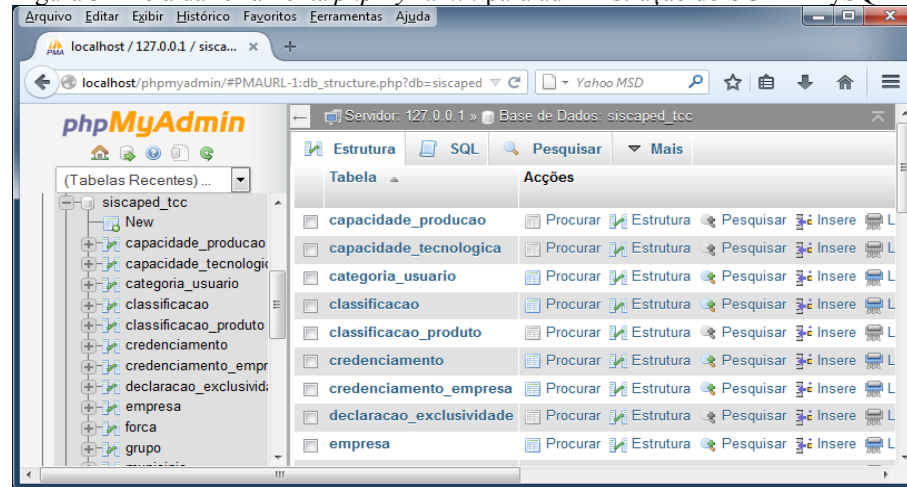 Arquivo Editar Exibir Histórico Favoritos Ferramentas Ajuda
localhost / 127.0.0.1 / sisca... ×
localhost/phpmyadmin/#PMAURL-1:db_structure.php?db=siscaped
Yahoo MSD
phpMyAdmin
(Tabelas Recentes) ...
siscaped_tcc
New
capacidade_producao
capacidade_tecnologic
categoria_usuario
classificacao
classificacao_produto
credenciamento
credenciamento_empr
declaracao_exclusivida
empresa
forca
grupo
Servidor: 127.0.0.1 » Base de Dados: siscaped_tcc
Estrutura SQL Pesquisar Mais
Tabela Acções
capacidade_producao Procurar Estrutura Pesquisar Insere L
capacidade_tecnologica Procurar Estrutura Pesquisar Insere L
categoria_usuario Procurar Estrutura Pesquisar Insere L
classificacao Procurar Estrutura Pesquisar Insere L
classificacao_produto Procurar Estrutura Pesquisar Insere L
credenciamento Procurar Estrutura Pesquisar Insere L
credenciamento_empresa Procurar Estrutura Pesquisar Insere L
declaracao_exclusividade Procurar Estrutura Pesquisar Insere L
empresa Procurar Estrutura Pesquisar Insere L